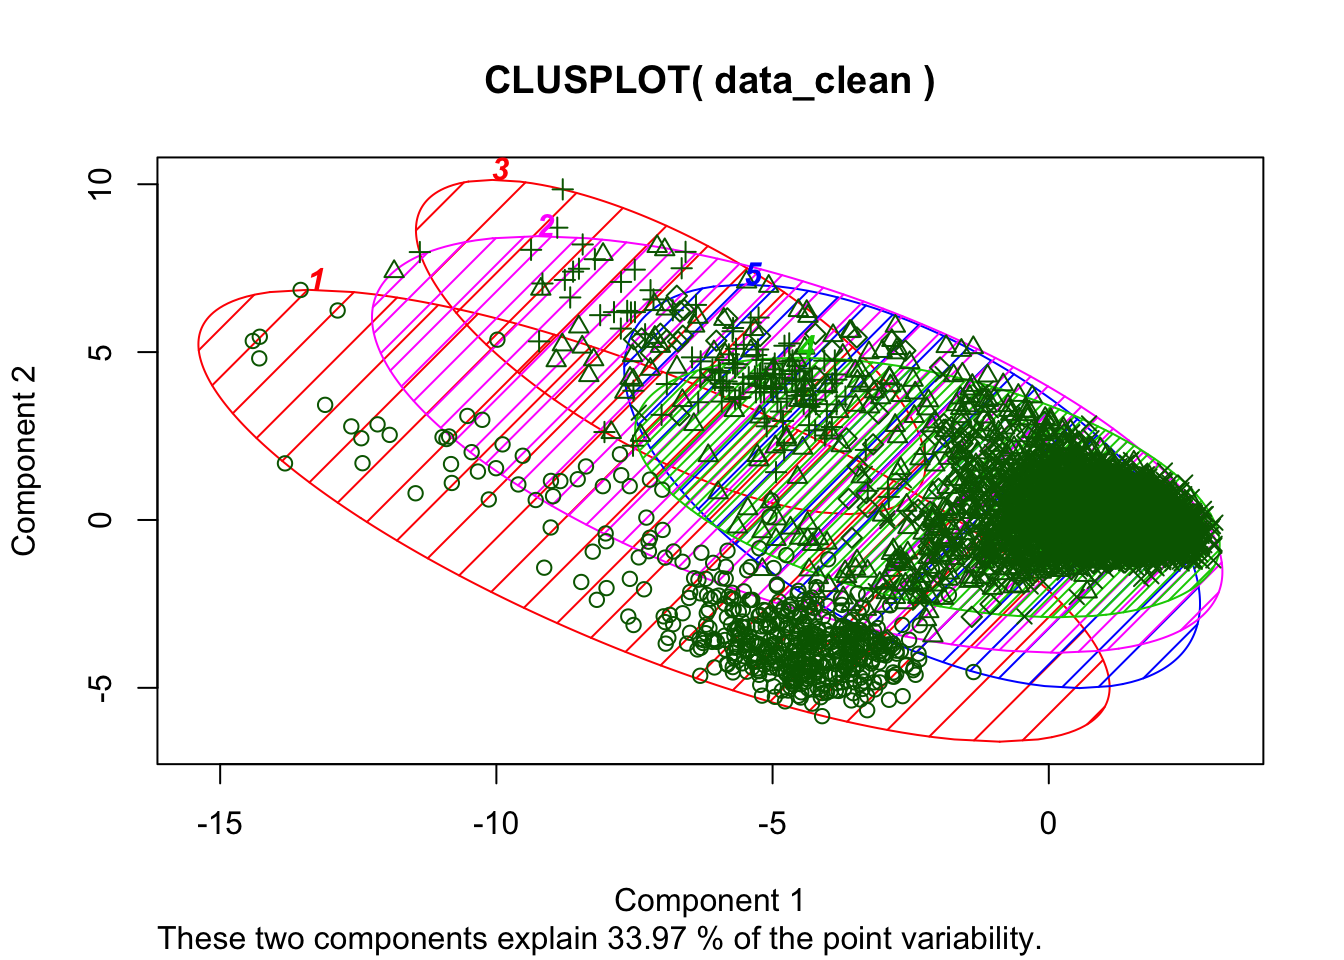 CLUSPLOT( data_clean )
3
2
1
5
4
10
5
0
-5
Component 2
-15 -10 -5 0
Component 1
These two components explain 33.97 % of the point variability.